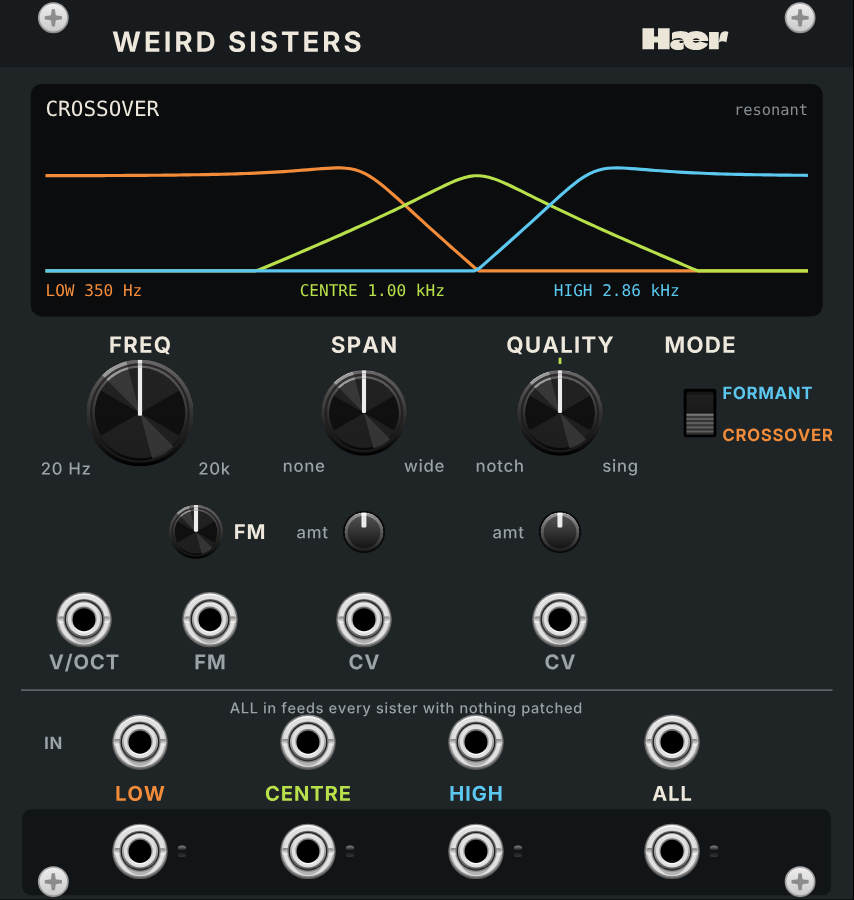 WEIRD SISTERS
Hær
CROSSOVER
resonant
LOW 350 Hz
CENTRE 1.00 kHz
HIGH 2.86 kHz
FREQ
SPAN
QUALITY
MODE
FORMANT
CROSSOVER
20 Hz
20k
none
wide
notch
sing
FM
amt
amt
V/OCT
FM
CV
CV
ALL in feeds every sister with nothing patched
IN
LOW
CENTRE
HIGH
ALL